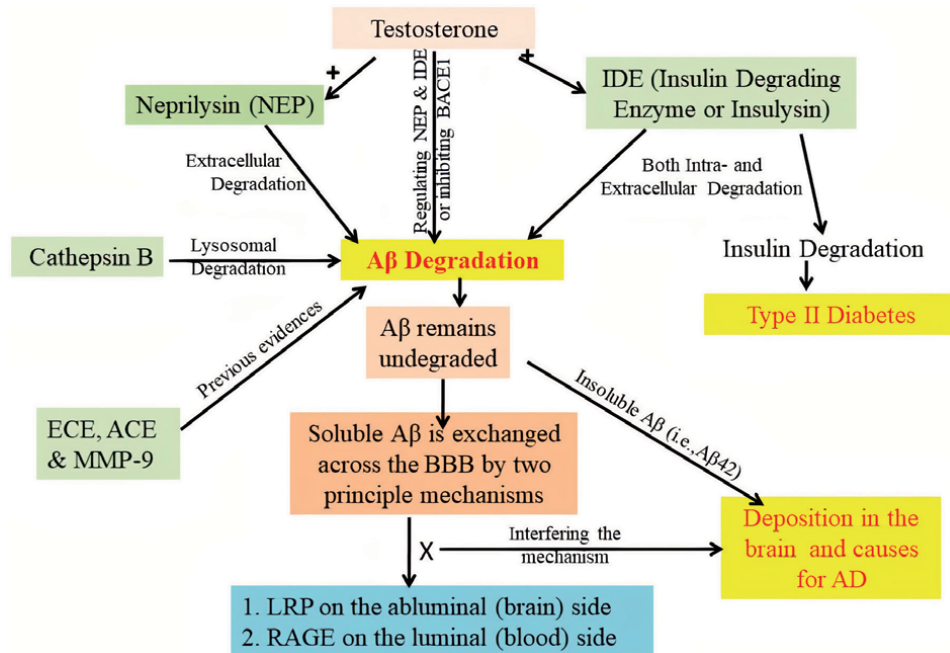 Testosterone
+
+
Neprilysin (NEP)
Regulating NEP & IDE
or inhibiting BACE1
IDE (Insulin Degrading
Enzyme or Insulysin)
Extracellular
Degradation
Both Intra- and
Extracellular Degradation
Cathepsin B
Lysosomal
Degradation
Aβ Degradation
Insulin Degradation
Type II Diabetes
Previous evidences
Aβ remains
undegraded
ECE, ACE
& MMP-9
Insoluble Aβ (i.e.,Aβ42)
Soluble Aβ is exchanged
across the BBB by two
principle mechanisms
X
Interfering the
mechanism
Deposition in the
brain and causes
for AD
1. LRP on the abluminal (brain) side
2. RAGE on the luminal (blood) side